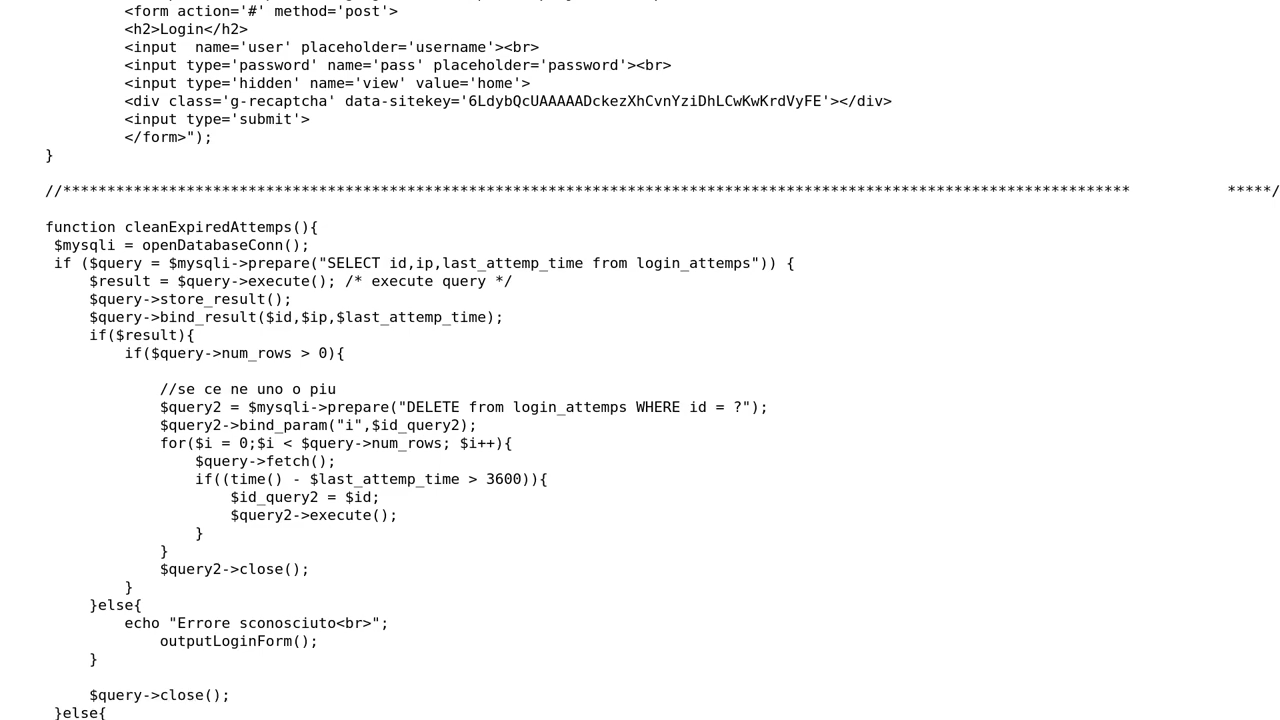 <form action='#' method='post'>
<h2>Login</h2>
<input  name='user' placeholder='username'><br>
<input type='password' name='pass' placeholder='password'><br>
<input type='hidden' name='view' value='home'>
<div class='g-recaptcha' data-sitekey='6LdybQcUAAAAADckezXhCvnYziDhLCwKwKrdVyFE'></div>
<input type='submit'>
</form>");
}
//************************************************************************************************************************* *****/
function cleanExpiredAttemps(){
$mysqli = openDatabaseConn();
if ($query = $mysqli->prepare("SELECT id,ip,last_attemp_time from login_attemps")) {
$result = $query->execute(); /* execute query */
$query->store_result();
$query->bind_result($id,$ip,$last_attemp_time);
if($result){
if($query->num_rows > 0){
//se ce ne uno o piu
$query2 = $mysqli->prepare("DELETE from login_attemps WHERE id = ?");
$query2->bind_param("i",$id_query2);
for($i = 0;$i < $query->num_rows; $i++){
$query->fetch();
if((time() - $last_attemp_time > 3600)){
$id_query2 = $id;
$query2->execute();
}
}
$query2->close();
}
}else{
echo "Errore sconosciuto<br>";
outputLoginForm();
}
$query->close();
}else{